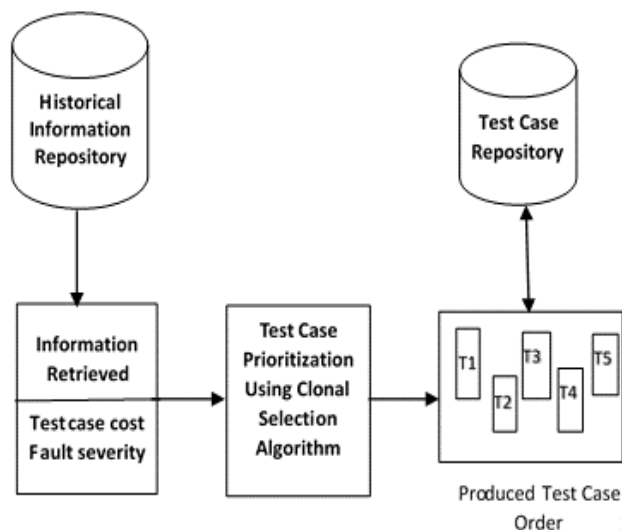 Historical
Information
Repository
Test Case
Repository
Information
Retrieved
Test case cost
Fault severity
Test Case
Prioritization
Using Clonal
Selection
Algorithm
T1
T2
T3
T4
T5
Produced Test Case
Order